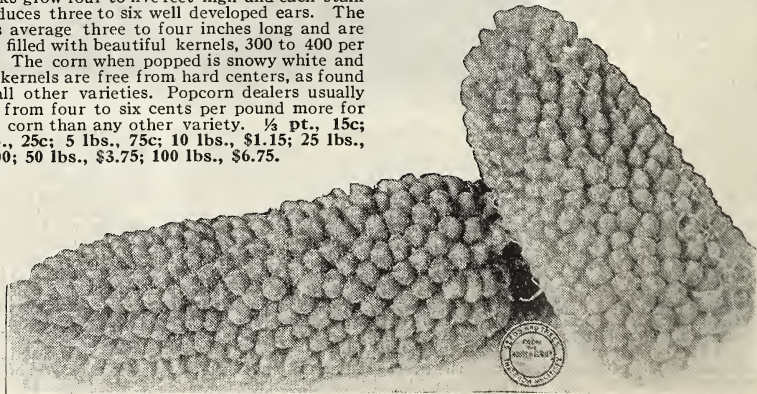 ks grow four to five feet high and each stalk
duces three to six well developed ears. The
s average three to four inches long and are
filled with beautiful kernels, 300 to 400 per
The corn when popped is snowy white and
kernels are free from hard centers, as found
all other varieties. Popcorn dealers usually
from four to six cents per pound more for
corn than any other variety. ⅓ pt., 15c;
., 25c; 5 lbs., 75c; 10 lbs., $1.15; 25 lbs.,
00; 50 lbs., $3.75; 100 lbs., $6.75.